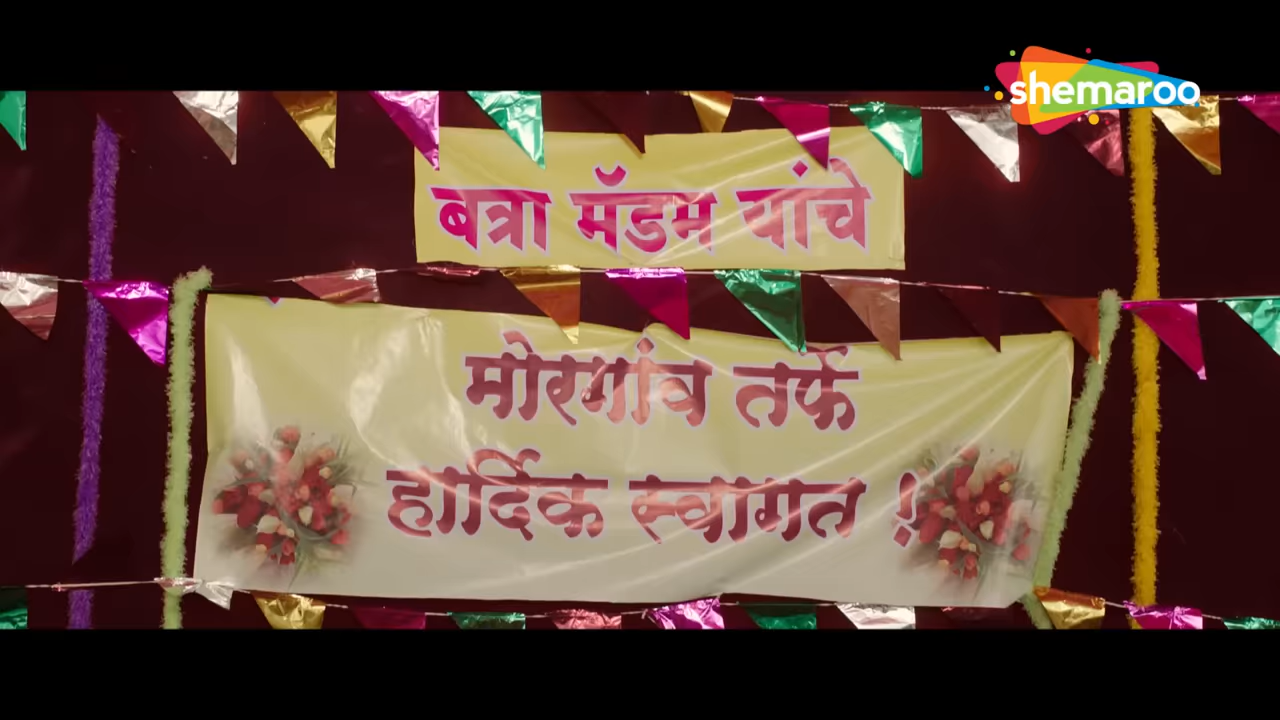 shemaroo
बत्रा मॅडम यांचे
मोरगांव तर्फे
हार्दिक स्वागत !